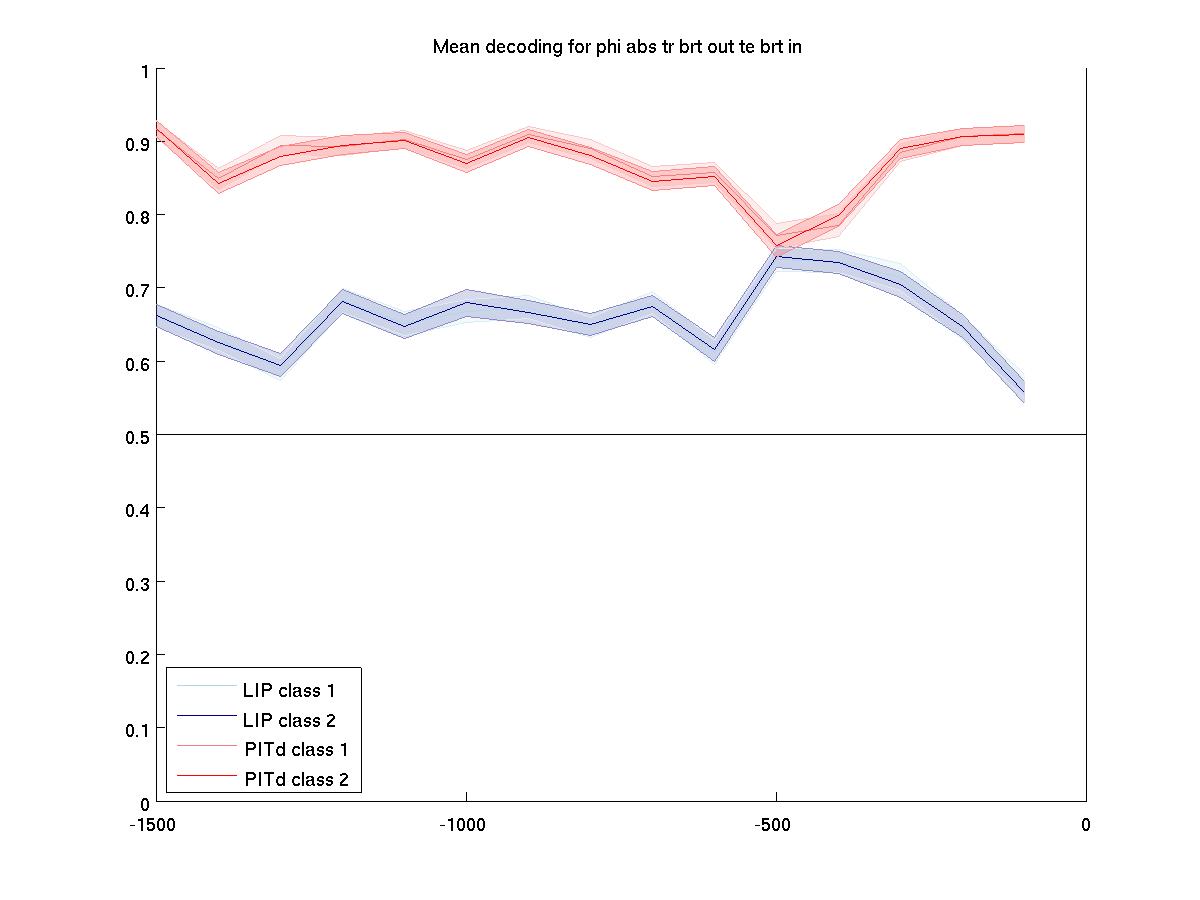 Mean decoding for phi abs tr brt out te brt in
1
0.9
0.8
0.7
0.6
0.5
0.4
0.3
0.2
0.1
0
LIP class 1
LIP class 2
PITd class 1
PITd class 2
-1500 -1000 -500 0